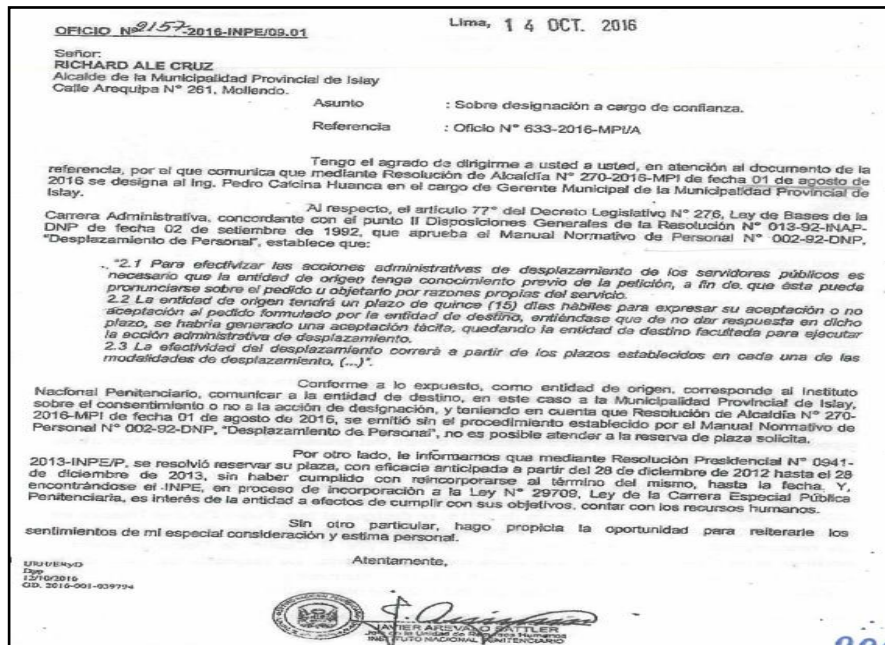 OFICIO Nº 2157-2016-INPE/09.01
Lima, 1 4 OCT. 2016
Señor:
RICHARD ALE CRUZ
Alcalde de la Municipalidad Provincial de Islay
Calle Arequipa N° 261, Mollendo.
Asunto : Sobre designación a cargo de confianza.
Referencia : Oficio N° 633-2016-MPI/A
Tengo el agrado de dirigirme a usted a usted, en atención al documento de la
referencia, por el que comunica que mediante Resolución de Alcaldía N° 270-2016-MPI de fecha 01 de agosto de
2016 se designa al Ing. Pedro Calcina Huanca en el cargo de Gerente Municipal de la Municipalidad Provincial de
Islay.
Al respecto, el artículo 77° del Decreto Legislativo N° 276, Ley de Bases de la
Carrera Administrativa, concordante con el punto II Disposiciones Generales de la Resolución N° 013-92-INAP-
DNP de fecha 02 de setiembre de 1992, que aprueba el Manual Normativo de Personal N° 002-92-DNP,
"Desplazamiento de Personal", establece que:
"2.1 Para efectivizar las acciones administrativas de desplazamiento de los servidores públicos es
necesario que la entidad de origen tenga conocimiento previo de la petición, a fin de que ésta pueda
pronunciarse sobre el pedido u objetarlo por razones propias del servicio.
2.2 La entidad de origen tendrá un plazo de quince (15) días hábiles para expresar su aceptación o no
aceptación al pedido formulado por la entidad de destino, entiéndase que de no dar respuesta en dicho
plazo, se habría generado una aceptación tácita, quedando la entidad de destino facultada para ejecutar
la acción administrativa de desplazamiento.
2.3 La efectividad del desplazamiento correrá a partir de los plazos establecidos en cada una de las
modalidades de desplazamiento, (...)".
Conforme a lo expuesto, como entidad de origen, corresponde al Instituto
Nacional Penitenciario, comunicar a la entidad de destino, en este caso a la Municipalidad Provincial de Islay,
sobre el consentimiento o no a la acción de designación, y teniendo en cuenta que Resolución de Alcaldía N° 270-
2016-MPI de fecha 01 de agosto de 2016, se emitió sin el procedimiento establecido por el Manual Normativo de
Personal N° 002-92-DNP, "Desplazamiento de Personal", no es posible atender a la reserva de plaza solicita.
Por otro lado, le informamos que mediante Resolución Presidencial N° 0941-
2013-INPE/P, se resolvió reservar su plaza, con eficacia anticipada a partir del 28 de diciembre de 2012 hasta el 28
de diciembre de 2013, sin haber cumplido con reincorporarse al término del mismo, hasta la fecha. Y,
encontrándose el INPE, en proceso de incorporación a la Ley N° 29709, Ley de la Carrera Especial Pública
Penitenciaria, es interés de la entidad a efectos de cumplir con sus objetivos, contar con los recursos humanos.
Sin otro particular, hago propicia la oportunidad para reiterarle los
sentimientos de mi especial consideración y estima personal.
Atentamente,
12/10/2016
CID. 2016-001-039794
JAVIER AREVALO SATTLER
Jefe de la Unidad de Recursos Humanos
INSTITUTO NACIONAL PENITENCIARIO